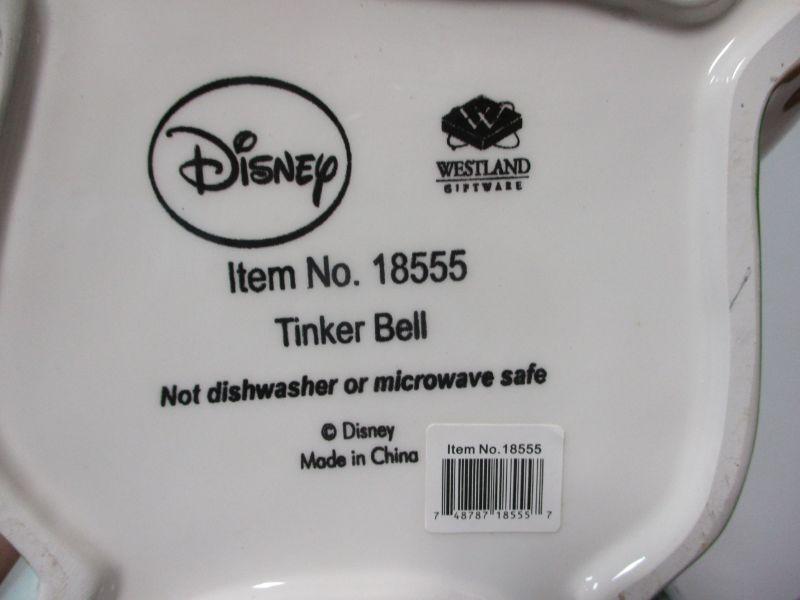 Disney
W
WESTLAND
GIFTWARE
Item No. 18555
Tinker Bell
Not dishwasher or microwave safe
© Disney
Made in China
Item No.18555
7 48787 18555 7